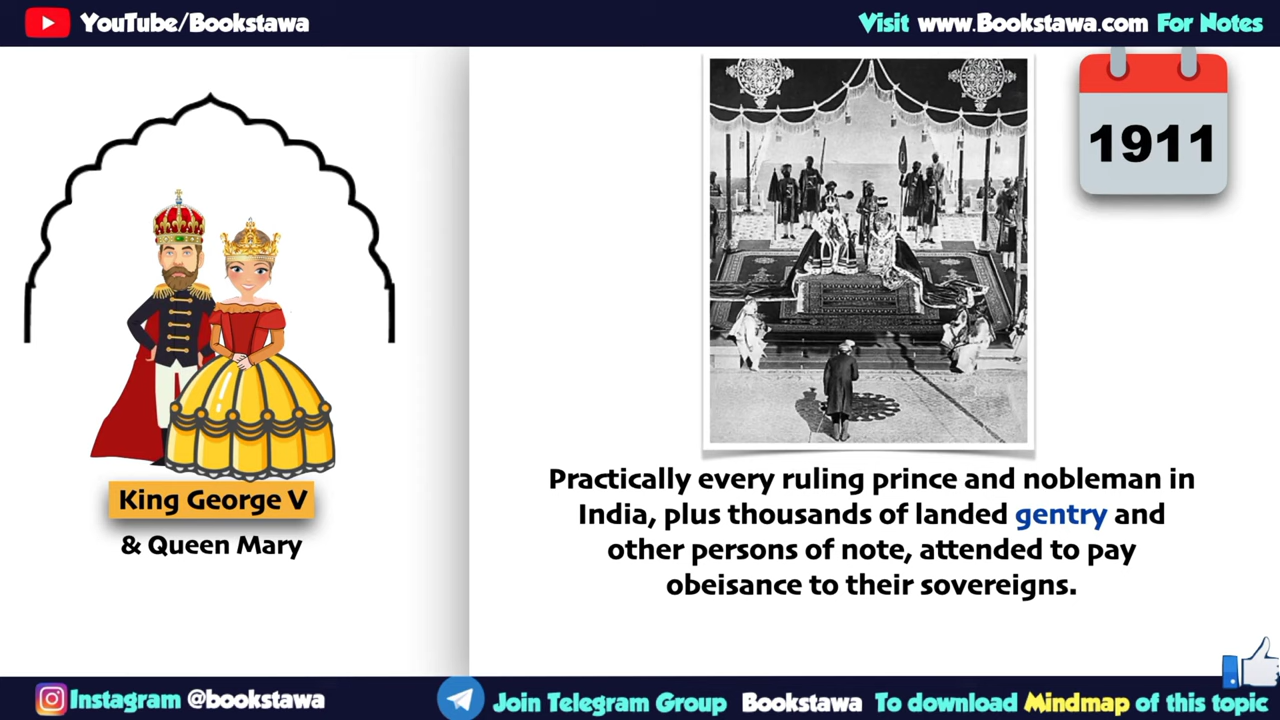 YouTube/Bookstawa
Visit www.Bookstawa.com For Notes
1911
King George V
& Queen Mary
Practically every ruling prince and nobleman in
India, plus thousands of landed gentry and
other persons of note, attended to pay
obeisance to their sovereigns.
Instagram @bookstawa
Join Telegram Group Bookstawa To download Mindmap of this topic